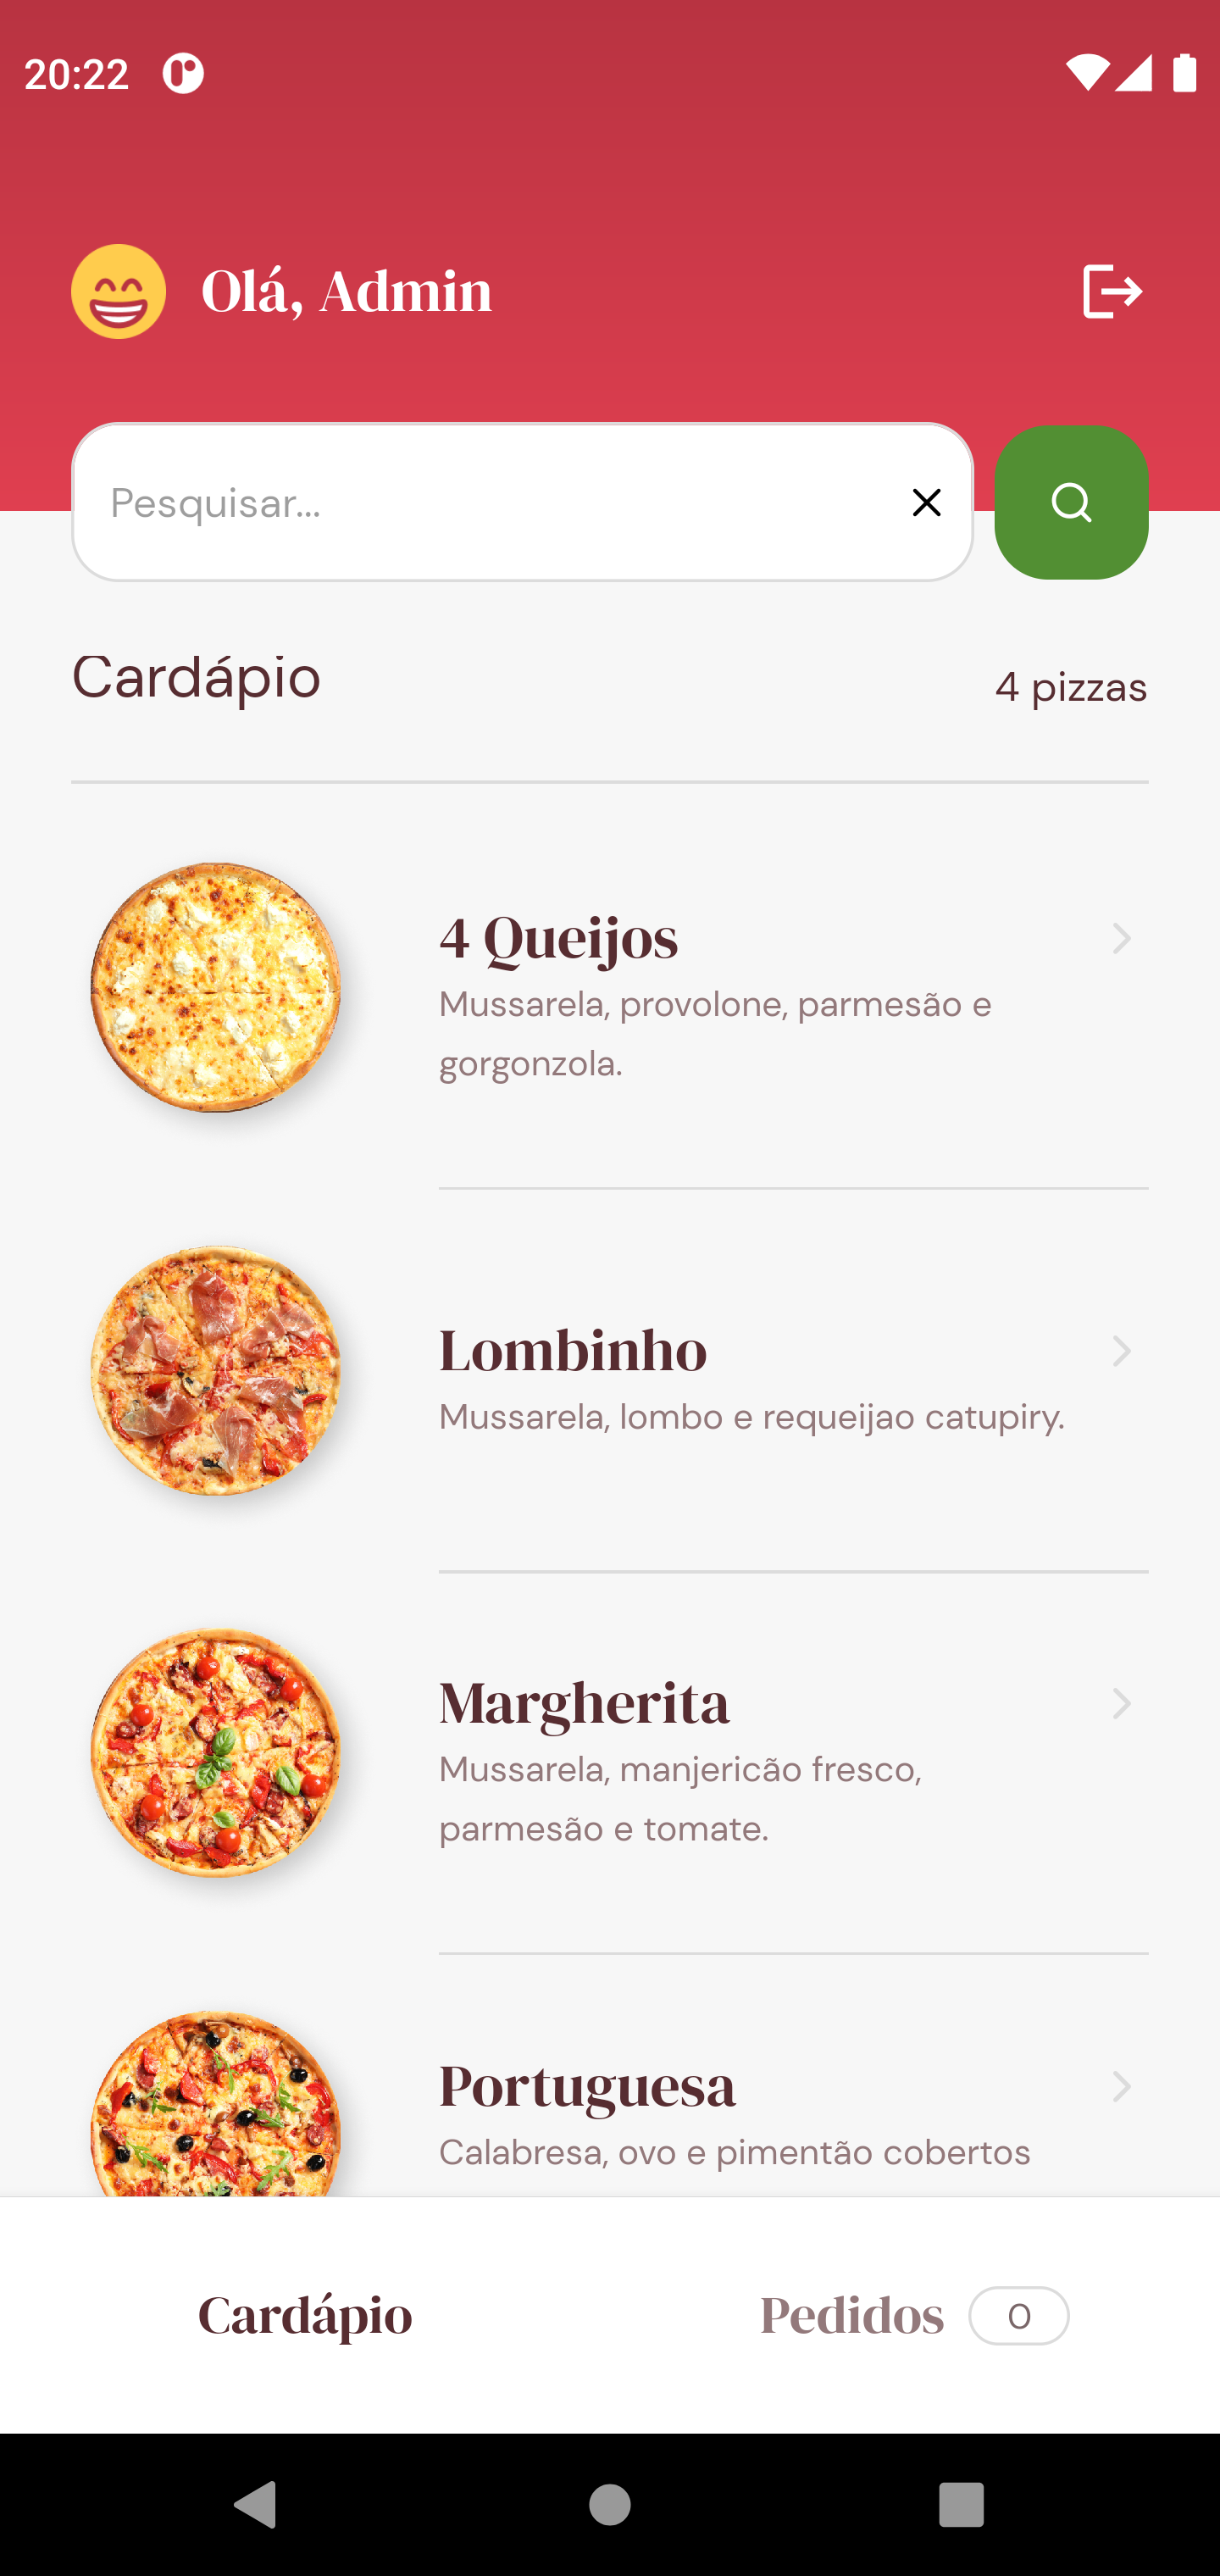 20:22
Olá, Admin
Pesquisar...
Cardápio
4 pizzas
4 Queijos
Mussarela, provolone, parmesão e
gorgonzola.
Lombinho
Mussarela, lombo e requeijao catupiry.
Margherita
Mussarela, manjericão fresco,
parmesão e tomate.
Portuguesa
Calabresa, ovo e pimentão cobertos
Cardápio
Pedidos 0